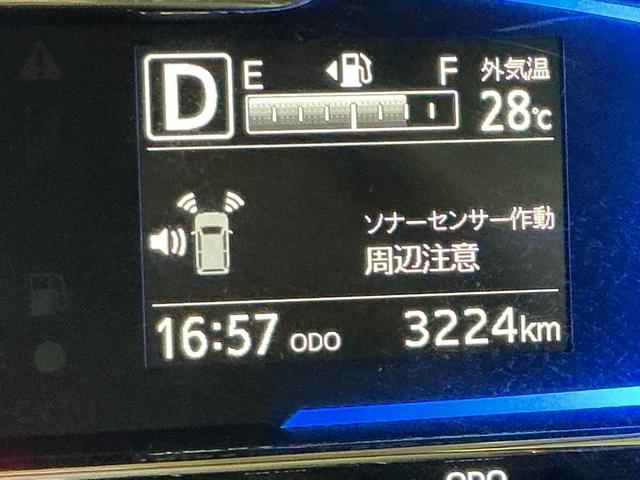 D E F 外気温
28℃
ソナーセンサー作動
周辺注意
16:57 ODO 3224km
ODO